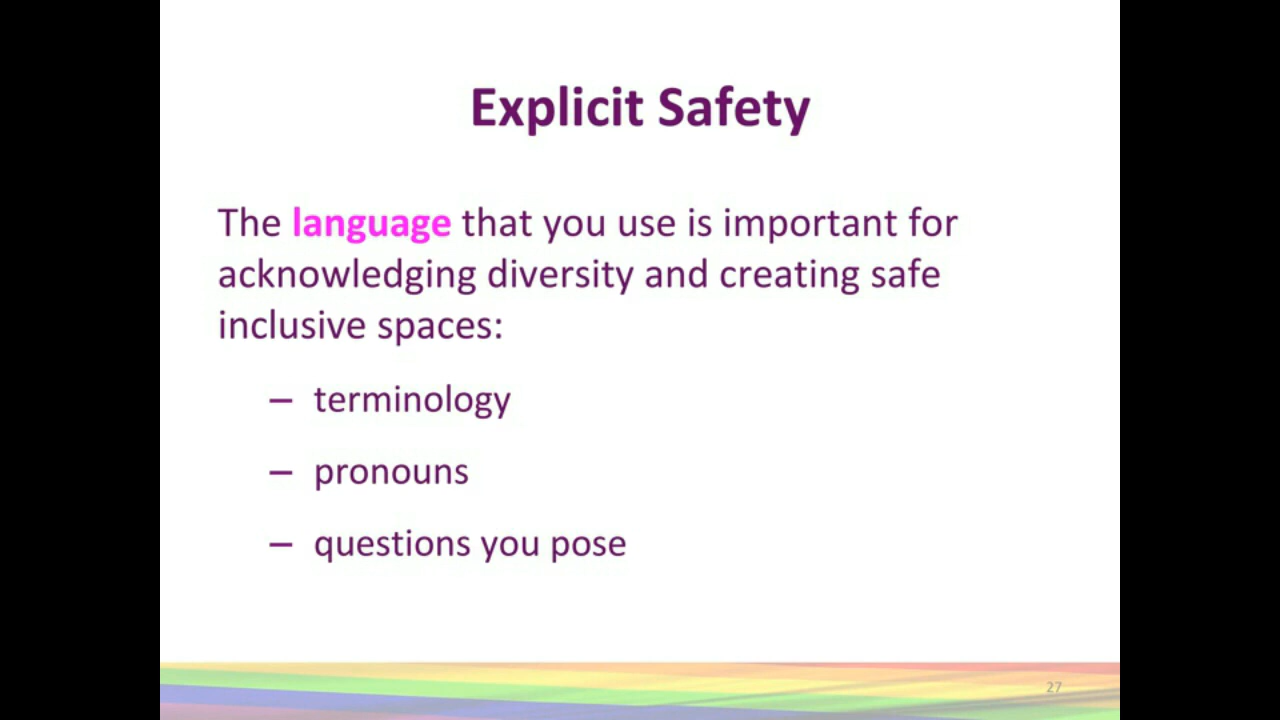 Explicit Safety
The language that you use is important for
acknowledging diversity and creating safe
inclusive spaces:
– terminology
– pronouns
– questions you pose
27